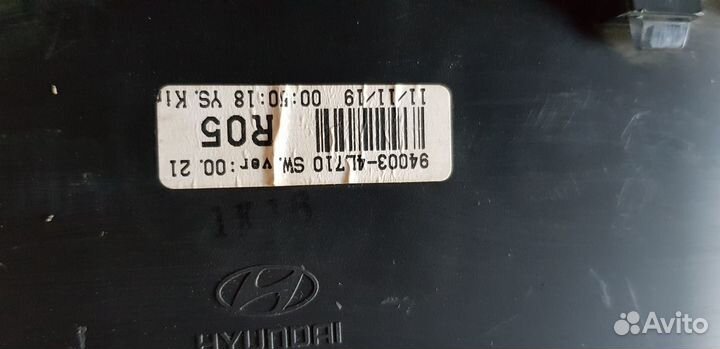 94003-4L710 SW.ver:00.21
R05
11/11/19 00:50:18 YS.
HYUNDAI
Avito